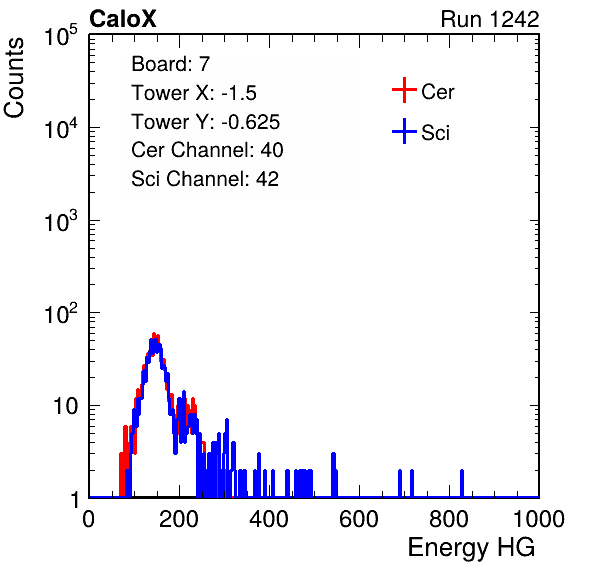 CaloX Run 1242
Counts
Board: 7
Tower X: -1.5
Tower Y: -0.625
Cer Channel: 40
Sci Channel: 42
Cer
Sci
10^5
10^4
10^3
10^2
10
1
0 200 400 600 800 1000
Energy HG